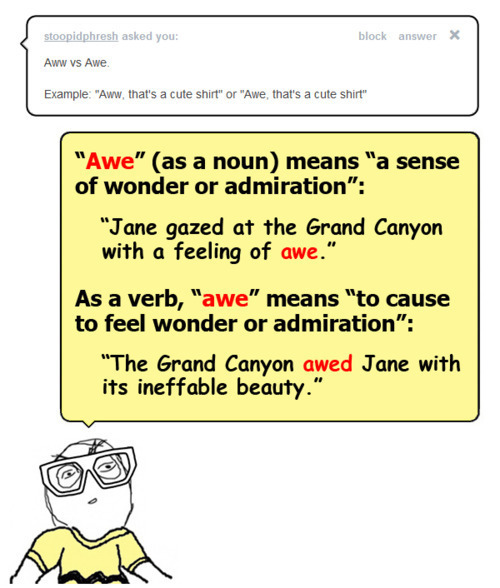 stoopidphresh asked you: block answer ✕
Aww vs Awe.
Example: "Aww, that's a cute shirt" or "Awe, that's a cute shirt"
“Awe” (as a noun) means “a sense
of wonder or admiration”:
“Jane gazed at the Grand Canyon
with a feeling of awe.”
As a verb, “awe” means “to cause
to feel wonder or admiration”:
“The Grand Canyon awed Jane with
its ineffable beauty.”